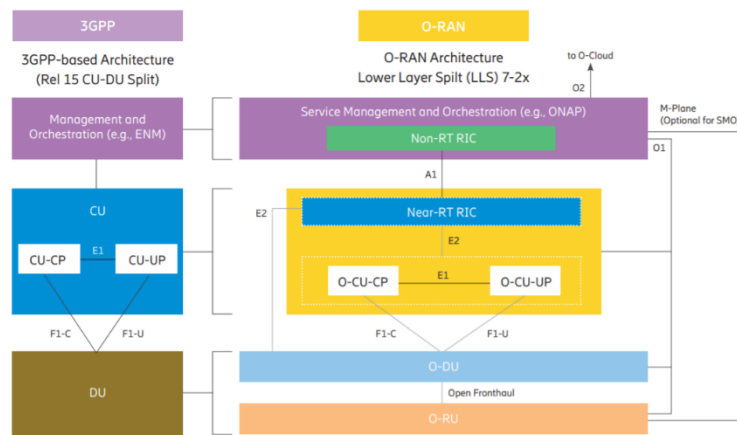 3GPP
O-RAN
3GPP-based Architecture
(Rel 15 CU-DU Split)
O-RAN Architecture
Lower Layer Spilt (LLS) 7-2x
to O-Cloud
O2
M-Plane
(Optional for SMO
Management and
Orchestration (e.g., ENM)
Service Management and Orchestration (e.g., ONAP)
Non-RT RIC
O1
A1
CU
E2
Near-RT RIC
E2
CU-CP
E1
CU-UP
O-CU-CP
E1
O-CU-UP
F1-C
F1-U
F1-C
F1-U
DU
O-DU
Open Fronthaul
O-RU